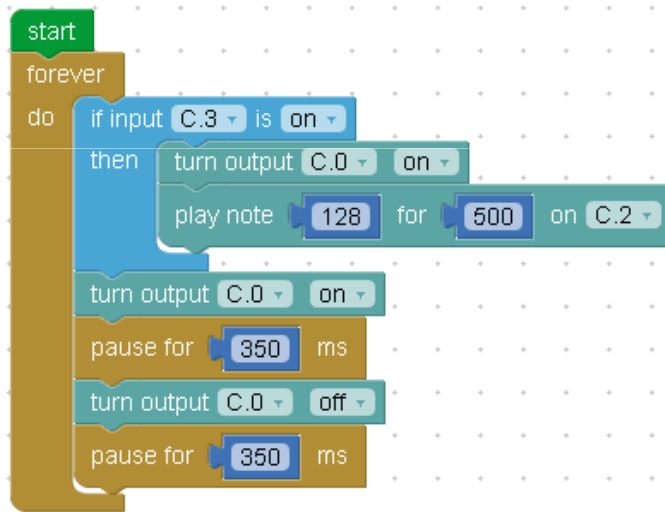 start
forever
do if input C.3 is on
then turn output C.0 on
play note 128 for 500 on C.2
turn output C.0 on
pause for 350 ms
turn output C.0 off
pause for 350 ms